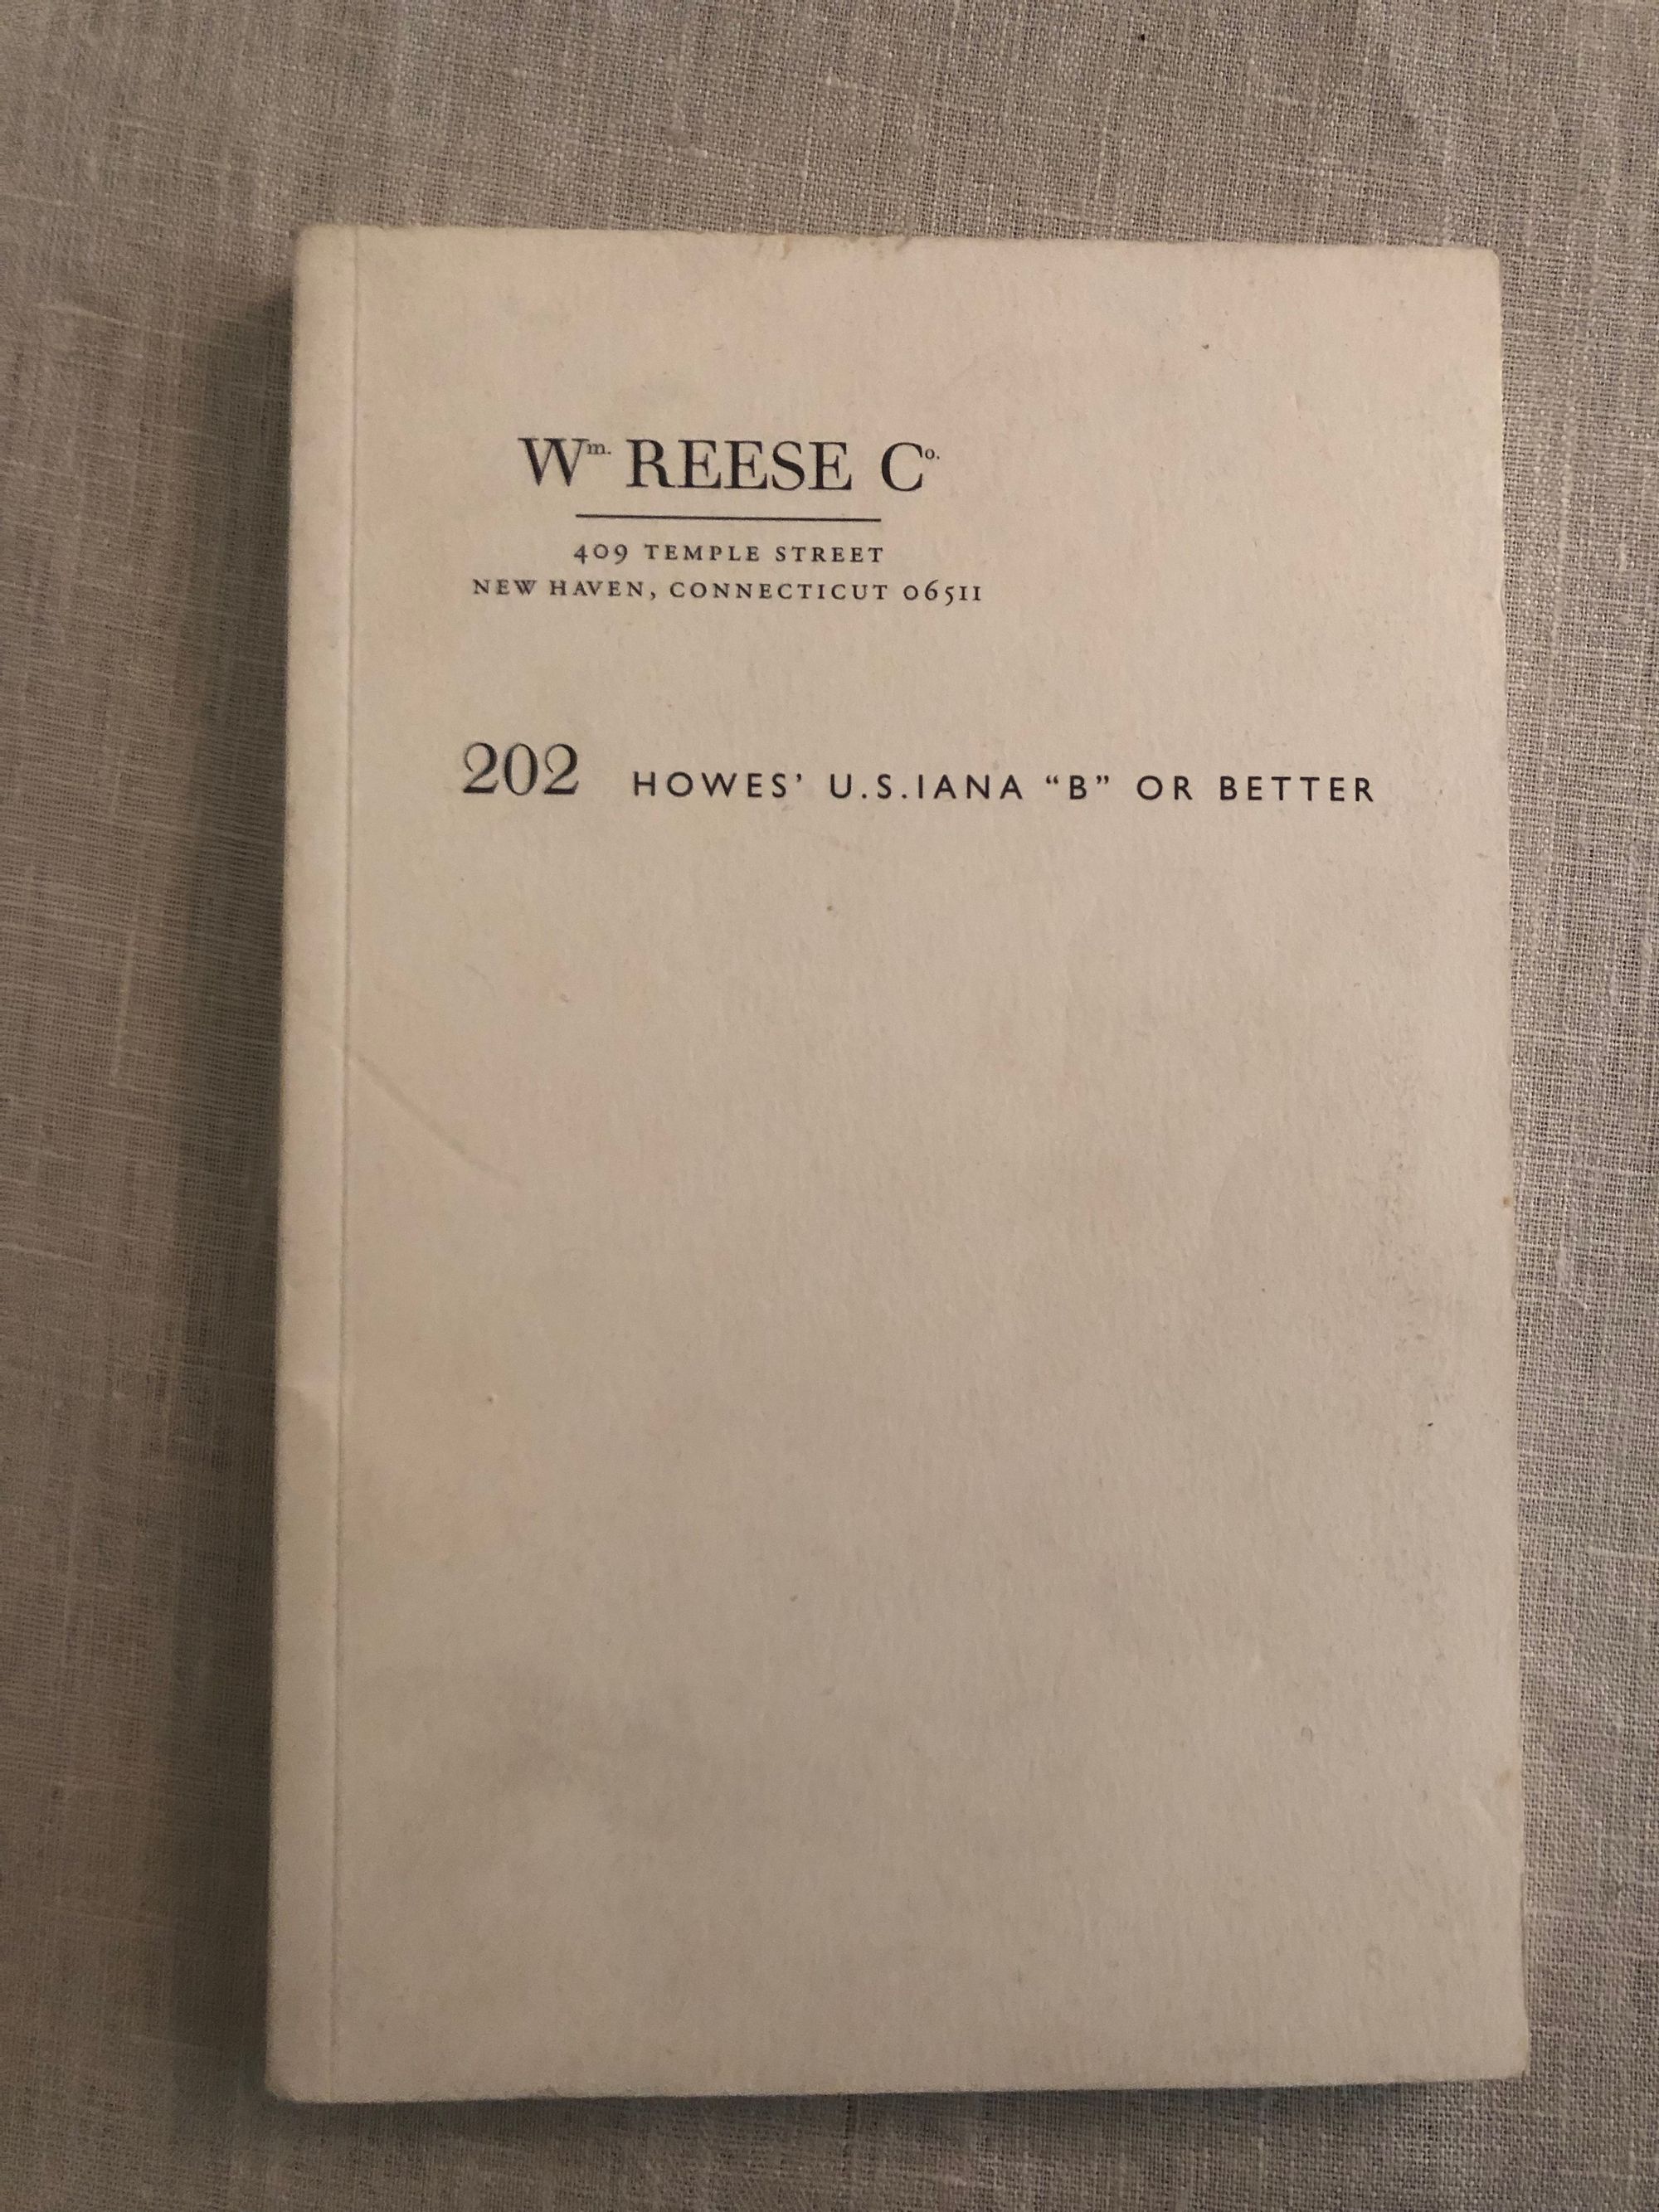 Wm. REESE Co.
409 TEMPLE STREET
NEW HAVEN, CONNECTICUT 06511
202 HOWES’ U.S.IANA “B” OR BETTER